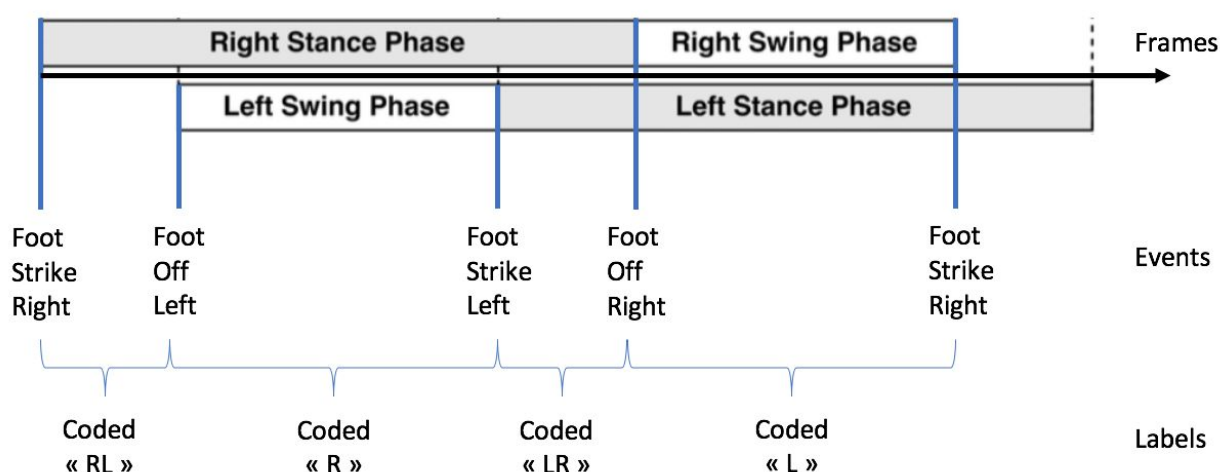 Right Stance Phase
Right Swing Phase
Frames
Left Swing Phase
Left Stance Phase
Foot
Strike
Right
Foot
Off
Left
Foot
Strike
Left
Foot
Off
Right
Foot
Strike
Right
Events
Coded
« RL »
Coded
« R »
Coded
« LR »
Coded
« L »
Labels